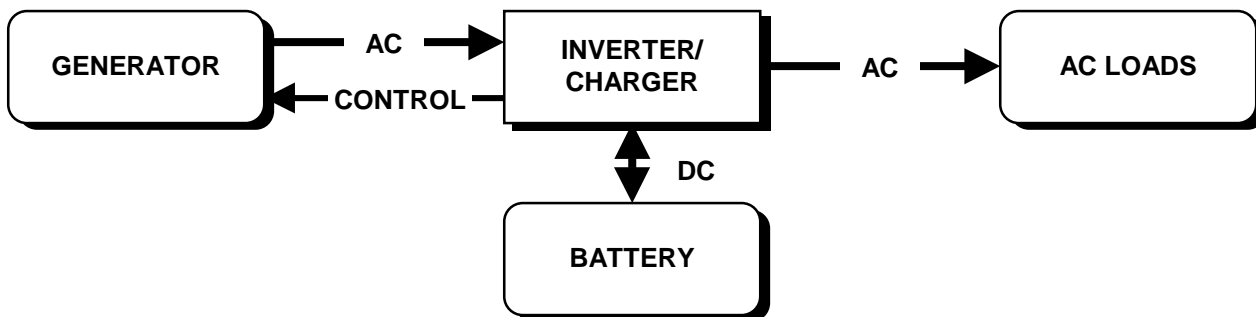 GENERATOR
AC
CONTROL
INVERTER/
CHARGER
AC
AC LOADS
DC
BATTERY